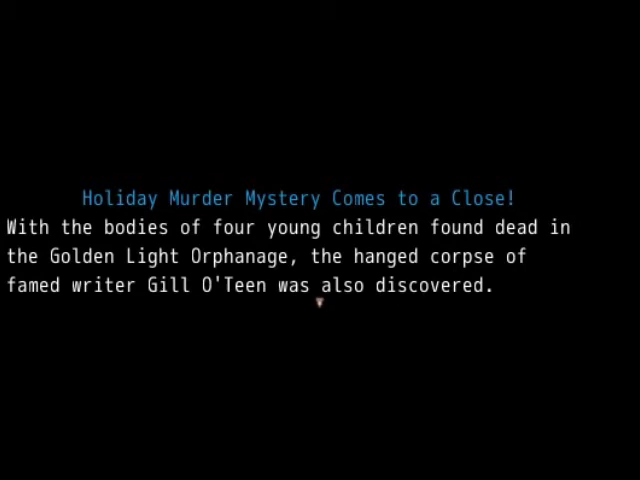 Holiday Murder Mystery Comes to a Close!
With the bodies of four young children found dead in
the Golden Light Orphanage, the hanged corpse of
famed writer Gill O'Teen was also discovered.